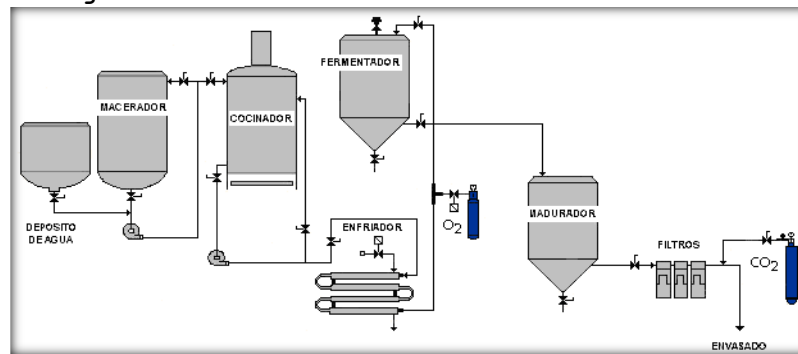 FERMENTADOR
MACERADOR
COCINADOR
DEPOSITO
DE AGUA
ENFRIADOR
O2
MADURADOR
FILTROS
CO2
ENVASADO